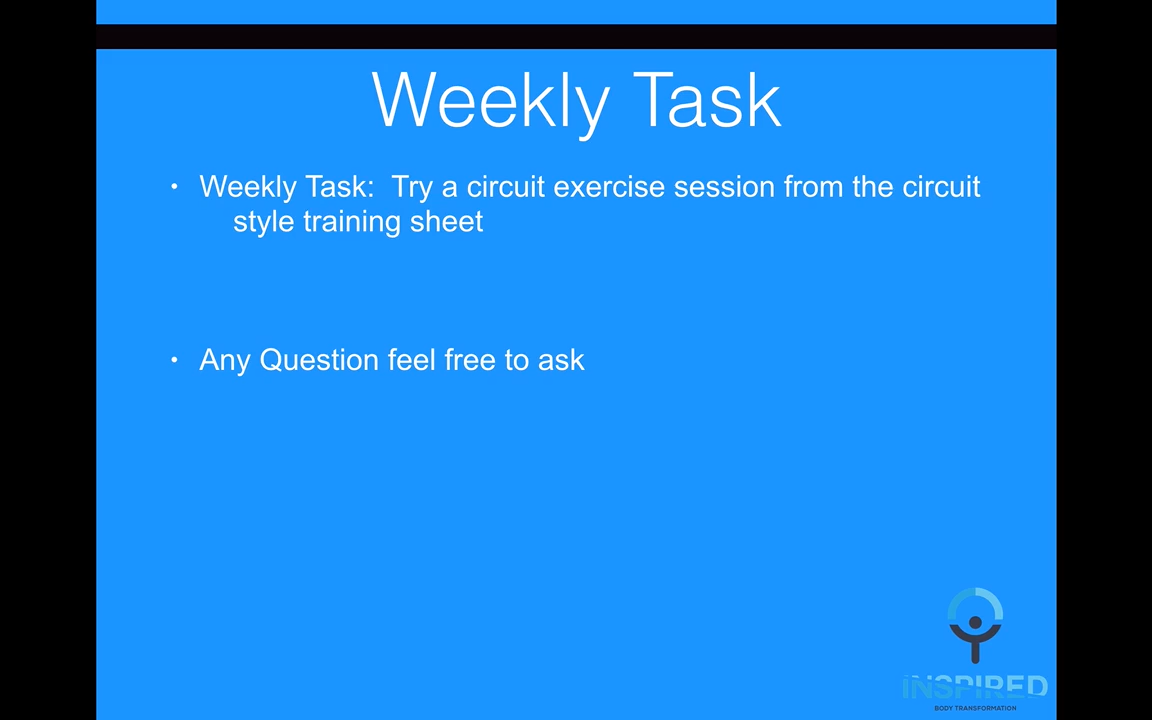 Weekly Task
• Weekly Task: Try a circuit exercise session from the circuit
style training sheet
• Any Question feel free to ask
INSPIRED
BODY TRANSFORMATION